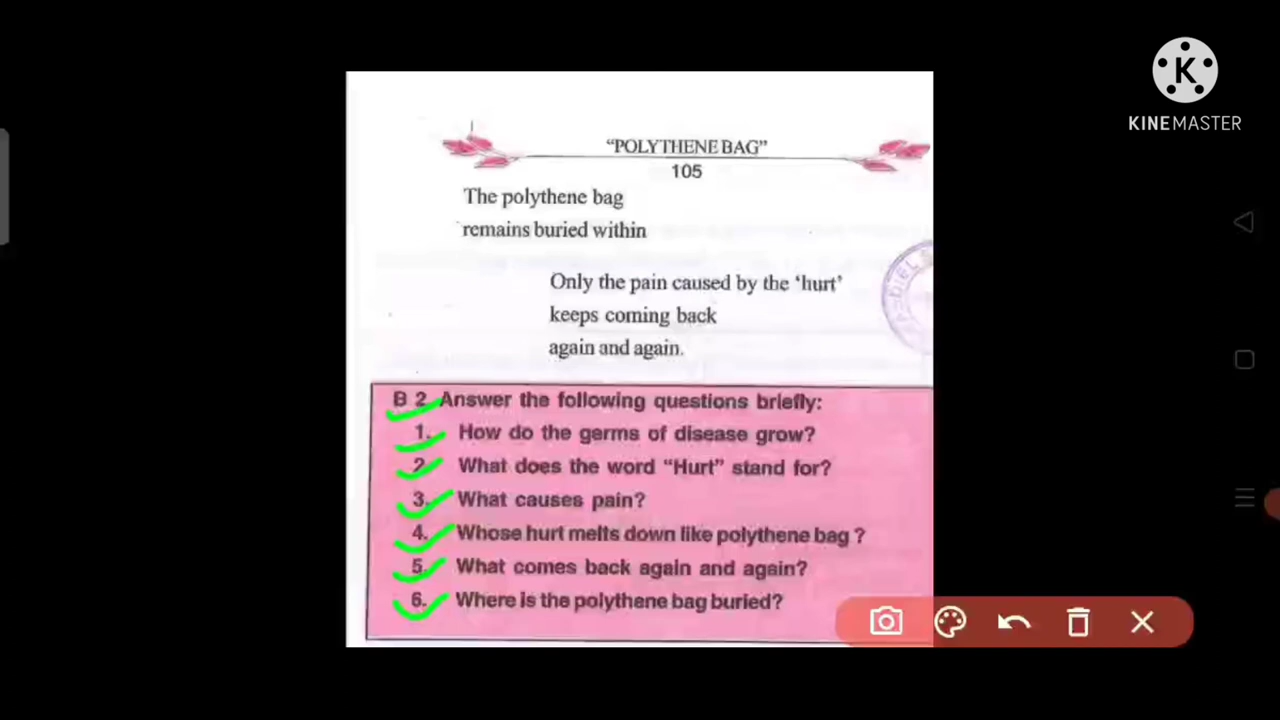 KINEMASTER
"POLYTHENE BAG"
105
The polythene bag
remains buried within
Only the pain caused by the 'hurt'
keeps coming back
again and again.
B 2 Answer the following questions briefly:
1. How do the germs of disease grow?
2. What does the word "Hurt" stand for?
3. What causes pain?
4. Whose hurt melts down like polythene bag ?
5. What comes back again and again?
6. Where is the polythene bag buried?